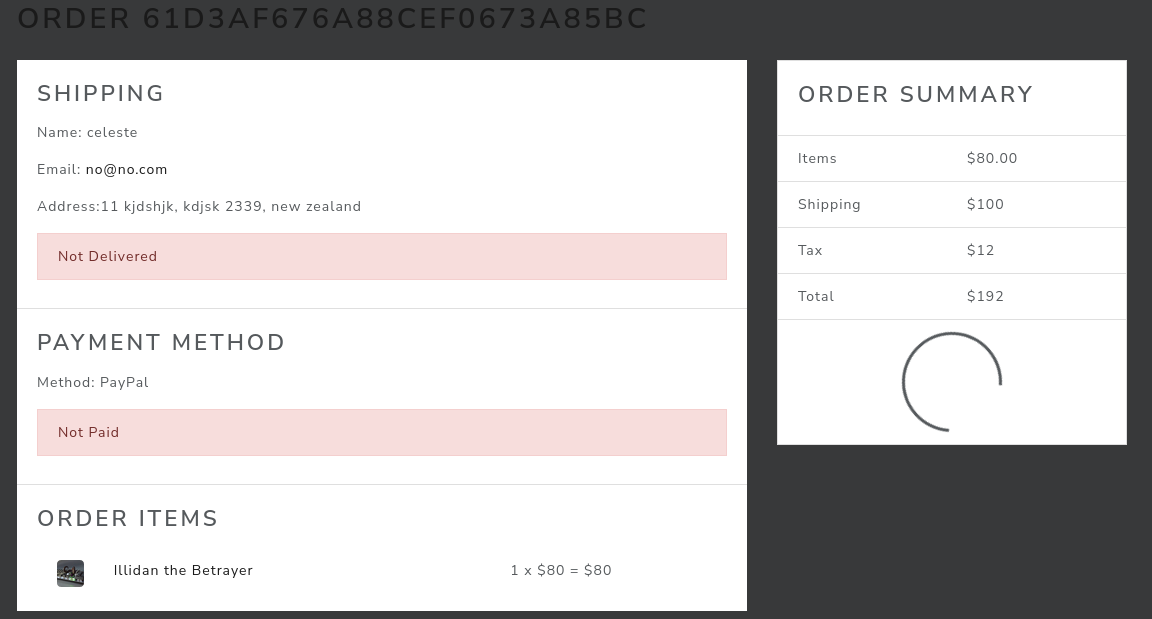 ORDER 61D3AF676A88CEF0673A85BC
SHIPPING
Name: celeste
Email: no@no.com
Address:11 kjdshjk, kdjsk 2339, new zealand
Not Delivered
PAYMENT METHOD
Method: PayPal
Not Paid
ORDER ITEMS
Illidan the Betrayer 1 x $80 = $80
ORDER SUMMARY
Items $80.00
Shipping $100
Tax $12
Total $192